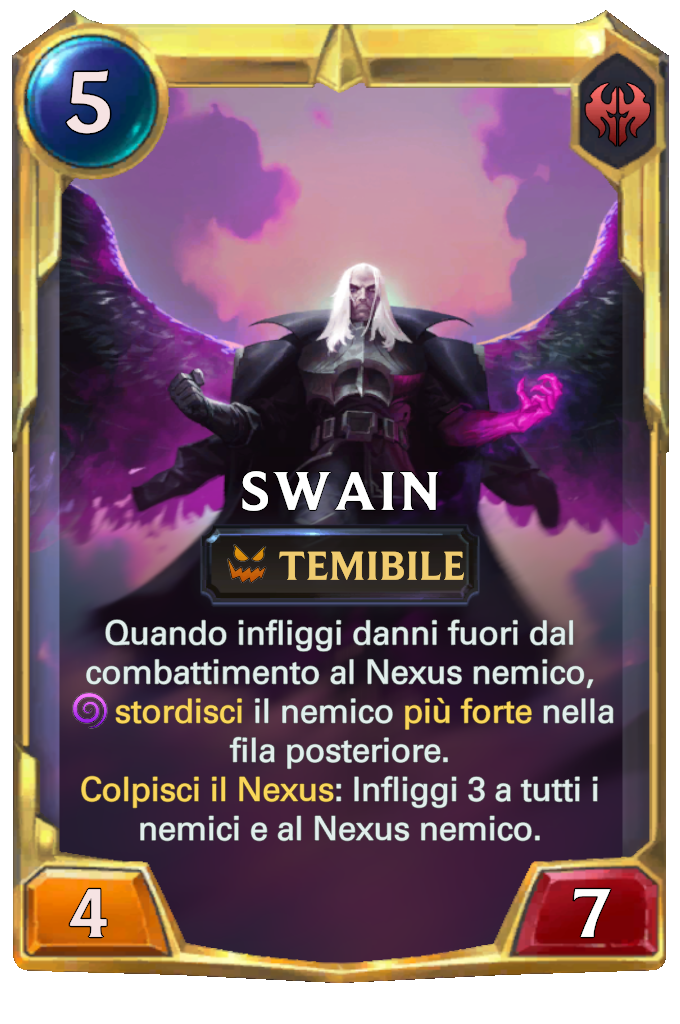 5
SWAIN
TEMIBILE
Quando infliggi danni fuori dal
combattimento al Nexus nemico,
stordisci il nemico più forte nella
fila posteriore.
Colpisci il Nexus: Infliggi 3 a tutti i
nemici e al Nexus nemico.
4
7